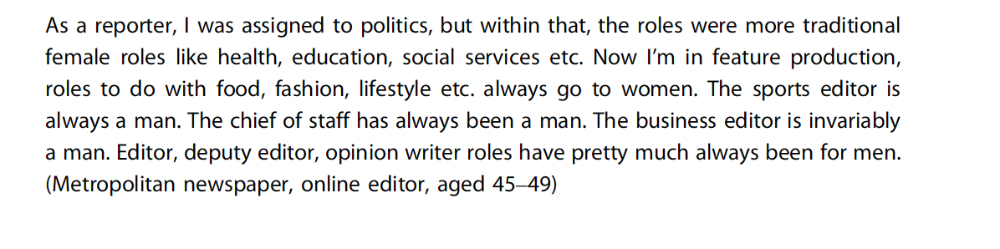 As a reporter, I was assigned to politics, but within that, the roles were more traditional
female roles like health, education, social services etc. Now I’m in feature production,
roles to do with food, fashion, lifestyle etc. always go to women. The sports editor is
always a man. The chief of staff has always been a man. The business editor is invariably
a man. Editor, deputy editor, opinion writer roles have pretty much always been for men.
(Metropolitan newspaper, online editor, aged 45–49)